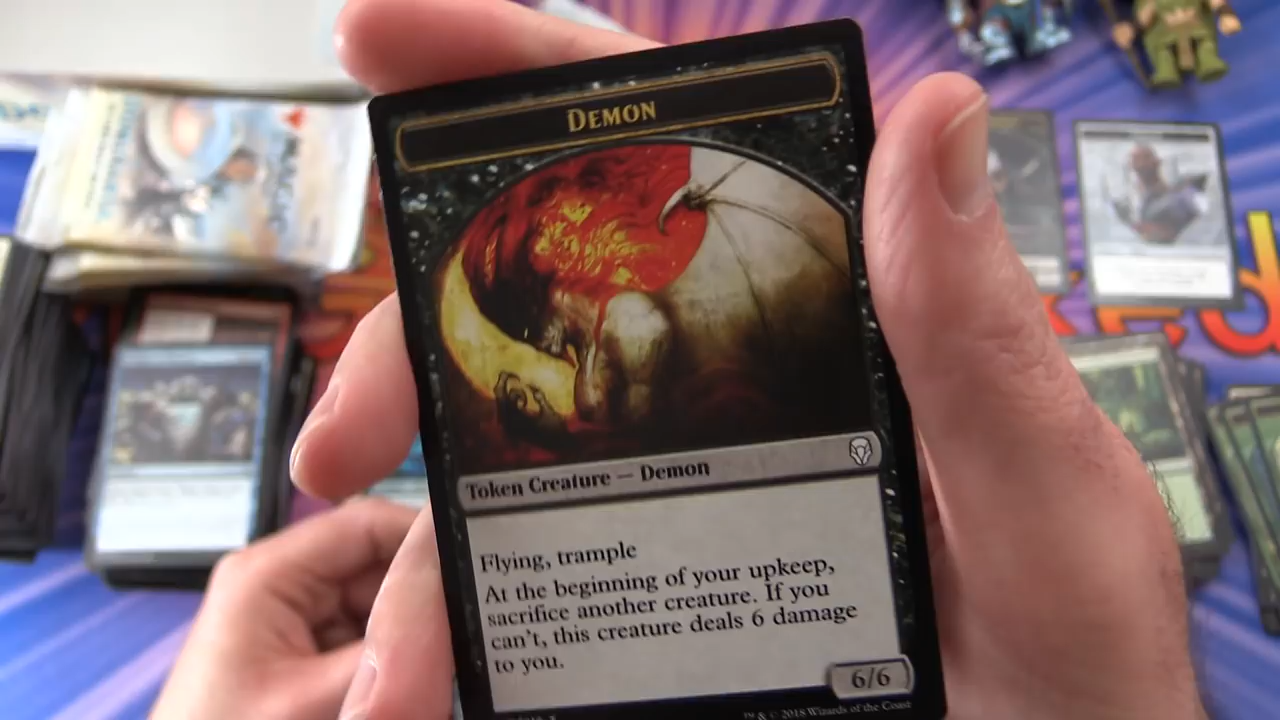 DEMON
Token Creature — Demon
Flying, trample
At the beginning of your upkeep,
sacrifice another creature. If you
can't, this creature deals 6 damage
to you.
6/6
™ & © 2018 Wizards of the Coast